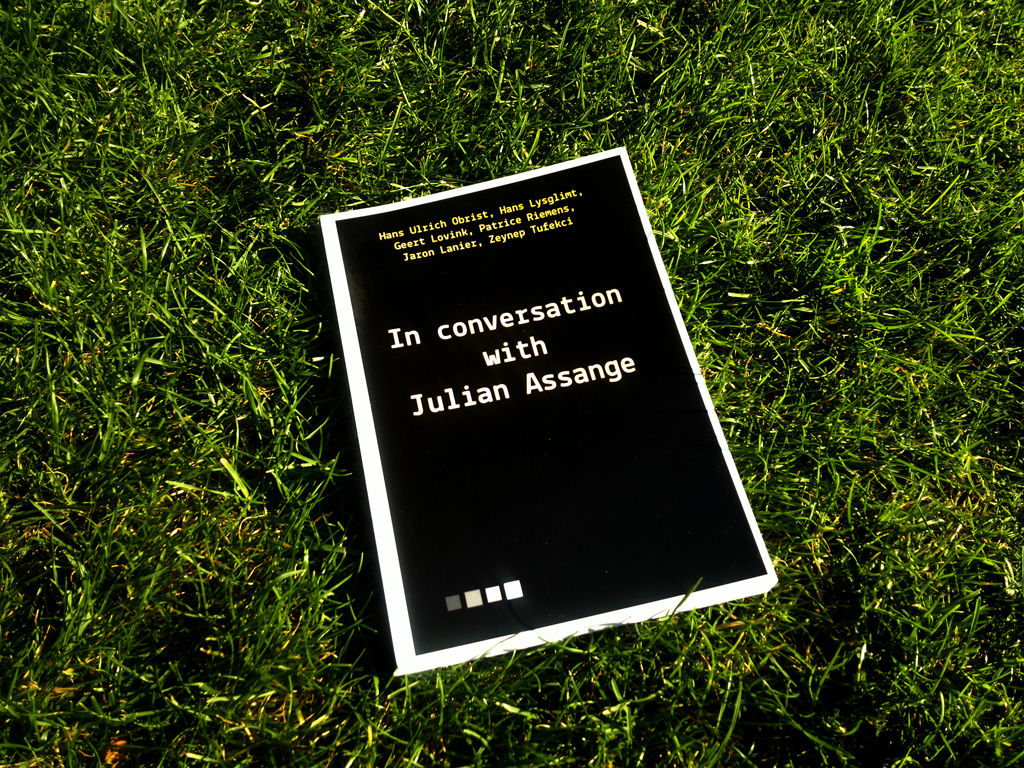 Hans Ulrich Obrist, Hans Lysglimt,
Geert Lovink, Patrice Riemens,
Jaron Lanier, Zeynep Tufekci
In conversation
with
Julian Assange